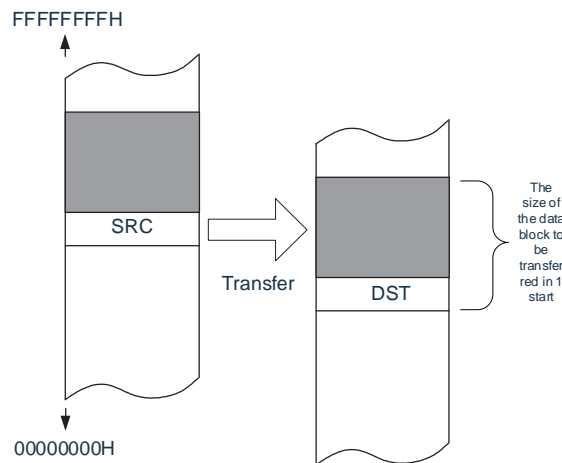 FFFFFFFFH
SRC
Transfer
DST
The
size of
the data
block to
be
transfer
red in 1
start
00000000H